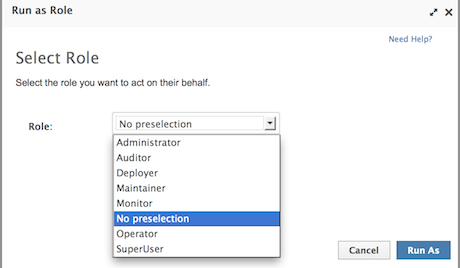 Run as Role
Need Help?
Select Role
Select the role you want to act on their behalf.
Role:
No preselection
Administrator
Auditor
Deployer
Maintainer
Monitor
No preselection
Operator
SuperUser
Cancel
Run As